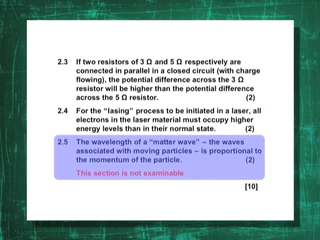 2.3 If two resistors of 3 Ω and 5 Ω respectively are
connected in parallel in a closed circuit (with charge
flowing), the potential difference across the 3 Ω
resistor will be higher than the potential difference
across the 5 Ω resistor. (2)
2.4 For the “lasing” process to be initiated in a laser, all
electrons in the laser material must occupy higher
energy levels than in their normal state. (2)
2.5 The wavelength of a “matter wave” – the waves
associated with moving particles – is proportional to
the momentum of the particle. (2)
This section is not examinable
[10]